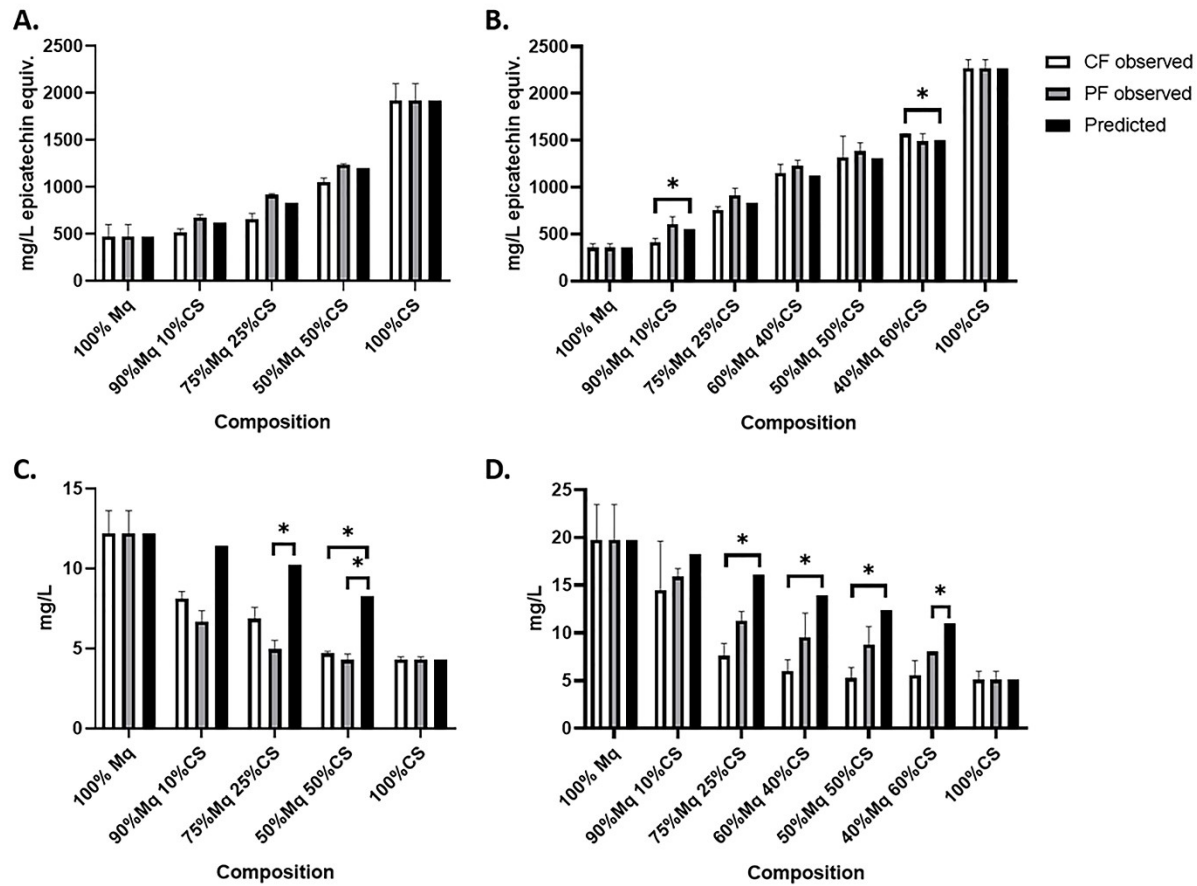 A.
mg/L epicatechin equiv.
2500
2000
1500
1000
500
0
100% Mq
90%Mq 10%CS
75%Mq 25%CS
50%Mq 50%CS
100%CS
Composition
B.
mg/L epicatechin equiv.
2500
2000
1500
1000
500
0
*
*
100% Mq
90%Mq 10%CS
75%Mq 25%CS
60%Mq 40%CS
50%Mq 50%CS
40%Mq 60%CS
100%CS
Composition
CF observed
PF observed
Predicted
C.
mg/L
15
10
5
0
*
*
*
100% Mq
90%Mq 10%CS
75%Mq 25%CS
50%Mq 50%CS
100%CS
Composition
D.
mg/L
25
20
15
10
5
0
*
*
*
*
100% Mq
90%Mq 10%CS
75%Mq 25%CS
60%Mq 40%CS
50%Mq 50%CS
40%Mq 60%CS
100%CS
Composition